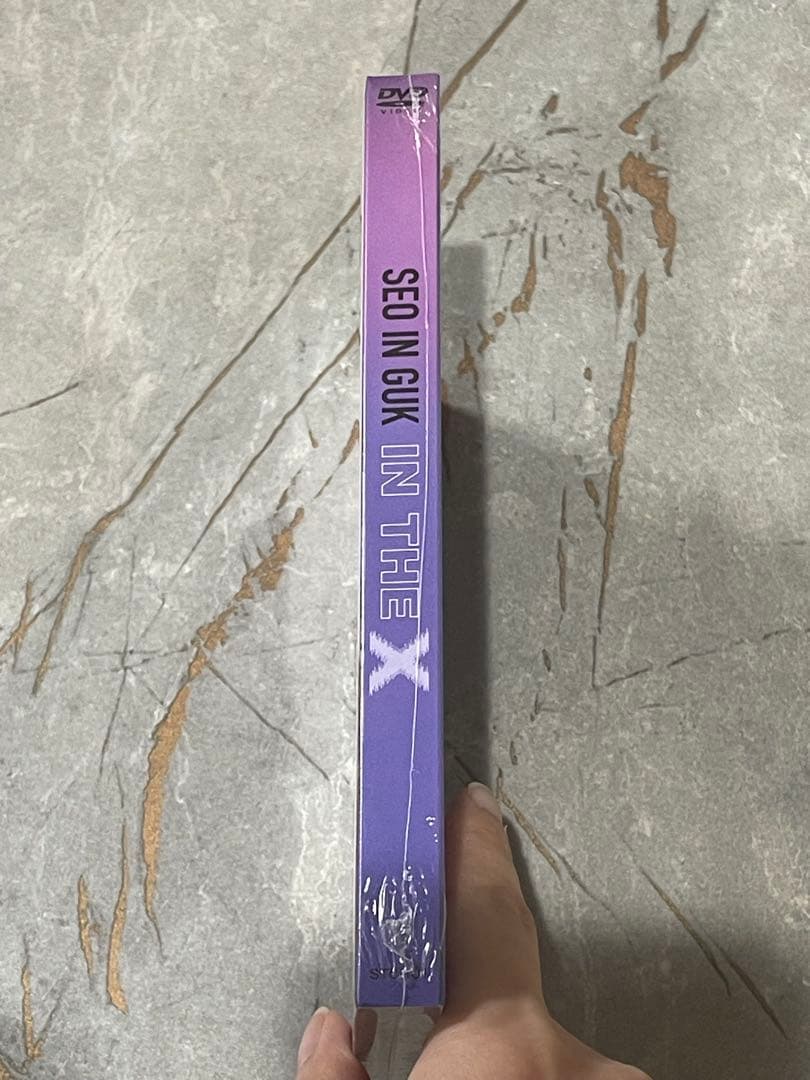 DVD
VIDEO
SEO IN GUK IN THE X